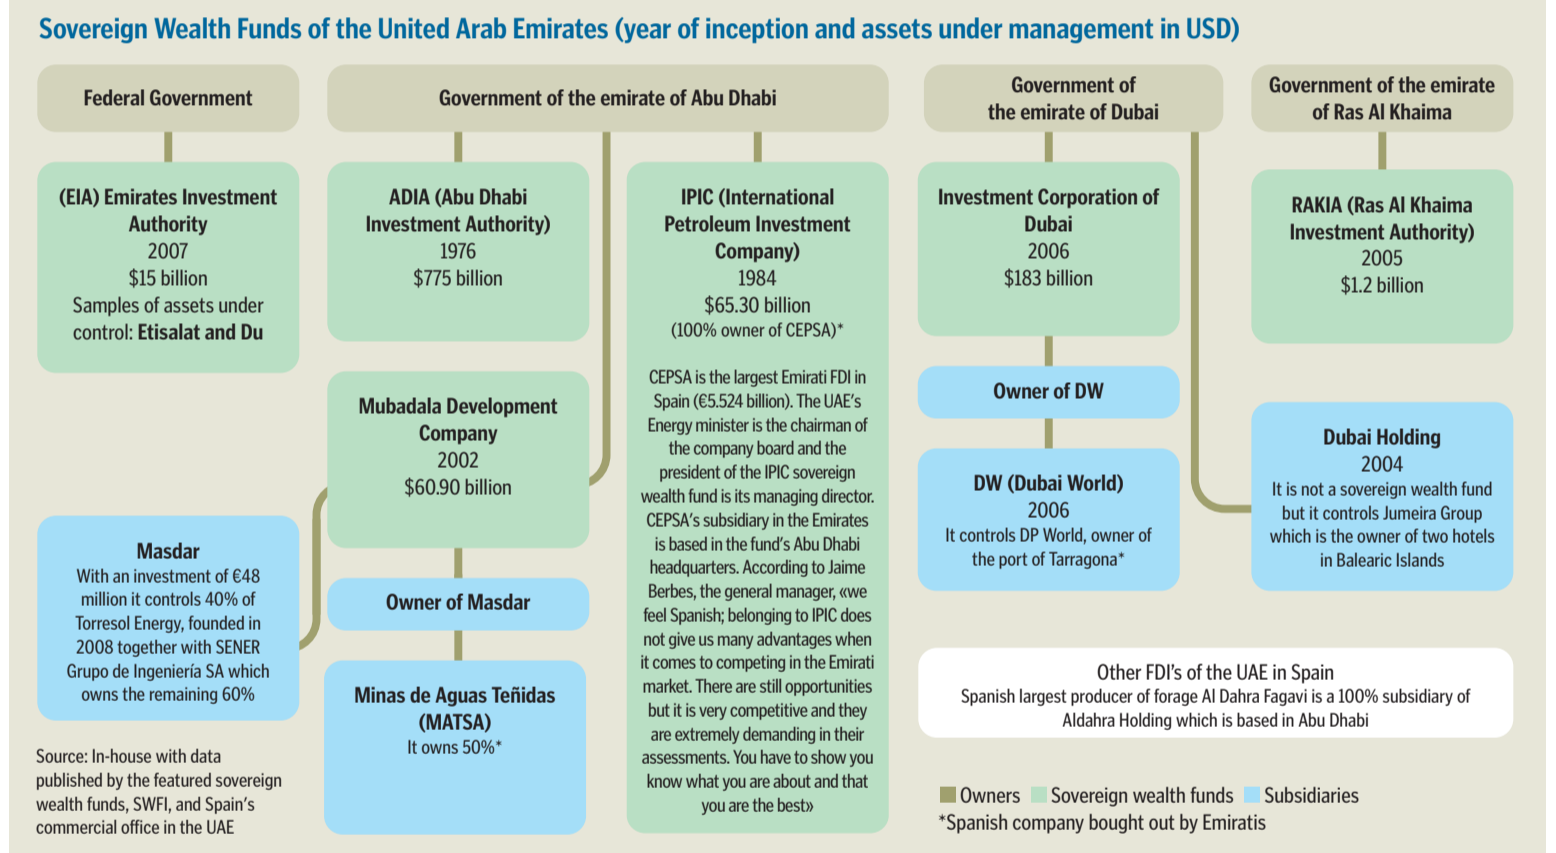 Sovereign Wealth Funds of the United Arab Emirates (year of inception and assets under management in USD)
Federal Government
Government of the emirate of Abu Dhabi
Government of
the emirate of Dubai
Government of the emirate
of Ras Al Khaima
(EIA) Emirates Investment
Authority
2007
$15 billion
Samples of assets under
control: Etisalat and Du
ADIA (Abu Dhabi
Investment Authority)
1976
$775 billion
IPIC (International
Petroleum Investment
Company)
1984
$65.30 billion
(100% owner of CEPSA)*
CEPSA is the largest Emirati FDI in
Spain (€5.524 billion). The UAE's
Energy minister is the chairman of
the company board and the
president of the IPIC sovereign
wealth fund is its managing director.
CEPSA's subsidiary in the Emirates
is based in the fund's Abu Dhabi
headquarters. According to Jaime
Berbes, the general manager, «we
feel Spanish; belonging to IPIC does
not give us many advantages when
it comes to competing in the Emirati
market. There are still opportunities
but it is very competitive and they
are extremely demanding in their
assessments. You have to show you
know what you are about and that
you are the best»
Investment Corporation of
Dubai
2006
$183 billion
RAKIA (Ras Al Khaima
Investment Authority)
2005
$1.2 billion
Mubadala Development
Company
2002
$60.90 billion
Owner of DW
DW (Dubai World)
2006
It controls DP World, owner of
the port of Tarragona*
Dubai Holding
2004
It is not a sovereign wealth fund
but it controls Jumeira Group
which is the owner of two hotels
in Balearic Islands
Masdar
With an investment of €48
million it controls 40% of
Torresol Energy, founded in
2008 together with SENER
Grupo de Ingeniería SA which
owns the remaining 60%
Owner of Masdar
Minas de Aguas Teñidas
(MATSA)
It owns 50%*
Other FDI's of the UAE in Spain
Spanish largest producer of forage Al Dahra Fagavi is a 100% subsidiary of
Aldahra Holding which is based in Abu Dhabi
Source: In-house with data
published by the featured sovereign
wealth funds, SWFI, and Spain's
commercial office in the UAE
Owners Sovereign wealth funds Subsidiaries
*Spanish company bought out by Emiratis